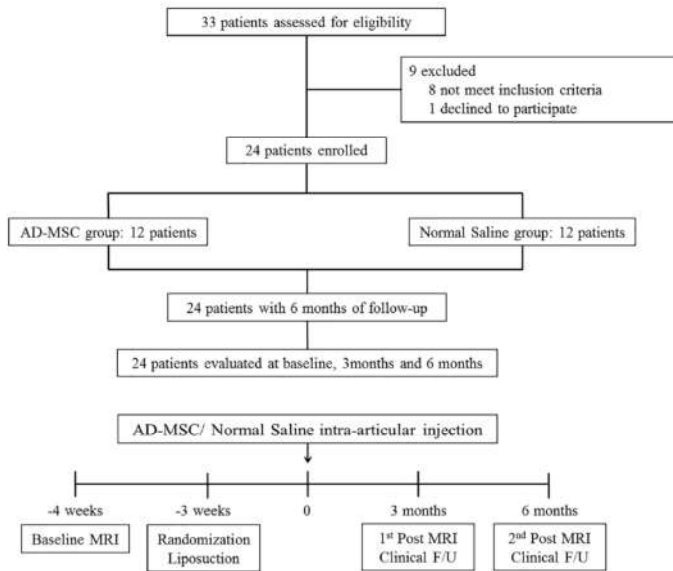 33 patients assessed for eligibility
9 excluded
8 not meet inclusion criteria
1 declined to participate
24 patients enrolled
AD-MSC group: 12 patients
Normal Saline group: 12 patients
24 patients with 6 months of follow-up
24 patients evaluated at baseline, 3months and 6 months
AD-MSC/ Normal Saline intra-articular injection
-4 weeks
-3 weeks
0
3 months
6 months
Baseline MRI
Randomization
Liposuction
1st Post MRI
Clinical F/U
2nd Post MRI
Clinical F/U